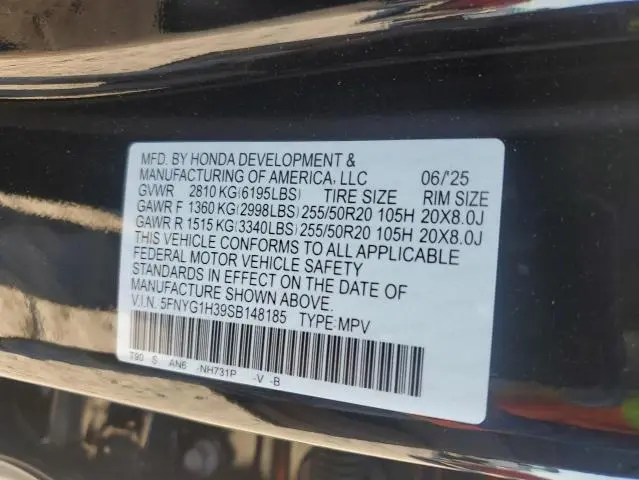 MFD. BY HONDA DEVELOPMENT &
MANUFACTURING OF AMERICA, LLC 06/'25
GVWR 2810 KG(6195LBS) TIRE SIZE RIM SIZE
GAWR F 1360 KG(2998LBS) 255/50R20 105H 20X8.0J
GAWR R 1515 KG(3340LBS) 255/50R20 105H 20X8.0J
THIS VEHICLE CONFORMS TO ALL APPLICABLE
FEDERAL MOTOR VEHICLE SAFETY
STANDARDS IN EFFECT ON THE DATE OF
MANUFACTURE SHOWN ABOVE.
V.I.N. 5FNYG1H39SB148185 TYPE:MPV
T90 S AN6 -NH731P -V -B